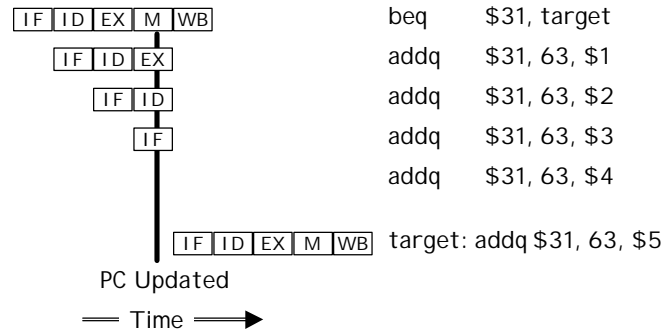 IF ID EX M WB beq $31, target
IF ID EX addq $31, 63, $1
IF ID addq $31, 63, $2
IF addq $31, 63, $3
addq $31, 63, $4
IF ID EX M WB target: addq $31, 63, $5
PC Updated
Time